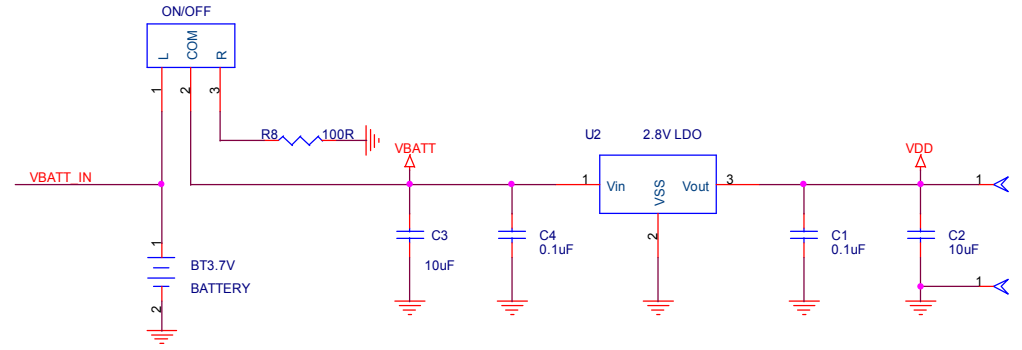 ON/OFF
L
COM
R
1
2
3
R8
100R
VBATT
U2
2.8V LDO
VDD
VBATT_IN
1
Vin
VSS
Vout
3
1
2
C3
10uF
C4
0.1uF
C1
0.1uF
C2
10uF
1
1
BT3.7V
BATTERY
2